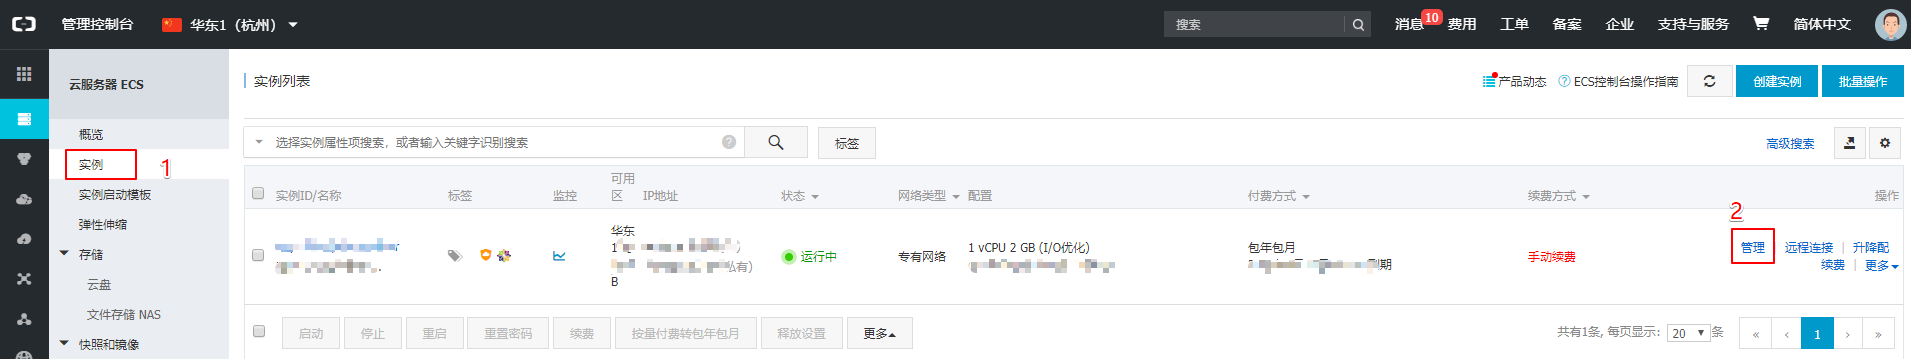 管理控制台 华东1（杭州） 搜索 消息 10 费用 工单 备案 企业 支持与服务 简体中文
云服务器 ECS
概览
实例 1
实例启动模板
弹性伸缩
存储
云盘
文件存储 NAS
快照和镜像
实例列表 产品动态 ECS控制台操作指南 创建实例 批量操作
选择实例属性项搜索，或者输入关键字识别搜索 标签 高级搜索
实例ID/名称 标签 监控 可用区 IP地址 状态 网络类型 配置 付费方式 续费方式 操作
2
华东
1
B
私有)
运行中 专有网络
1 vCPU 2 GB (I/O优化)
包年包月
到期
手动续费
管理 远程连接 升降配
续费 更多
启动 停止 重启 重置密码 续费 按量付费转包年包月 释放设置 更多 共有1条, 每页显示: 20 条 « ‹ 1 › »